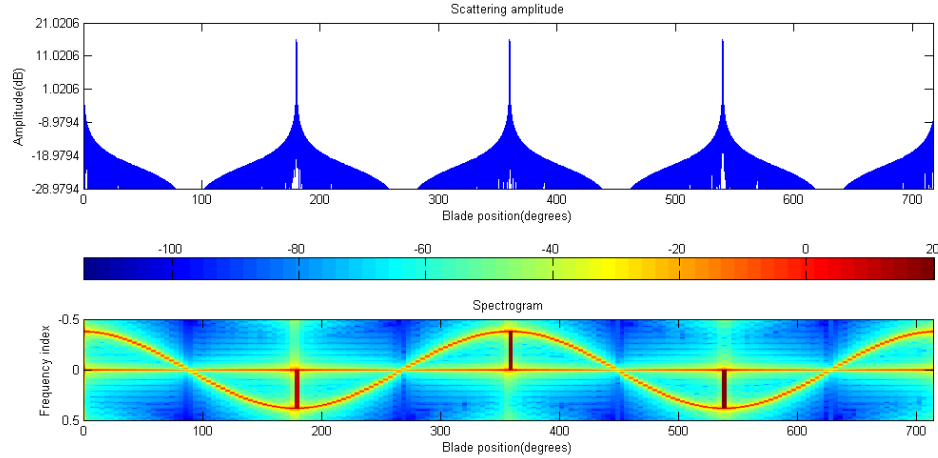 Scattering amplitude
21.0206
11.0206
1.0206
-8.9794
-18.9794
-28.9794
Amplitude(dB)
0 100 200 300 400 500 600 700
Blade position(degrees)
-100 -80 -60 -40 -20 0 20
Spectrogram
-0.5
0
0.5
Frequency index
0 100 200 300 400 500 600 700
Blade position(degrees)